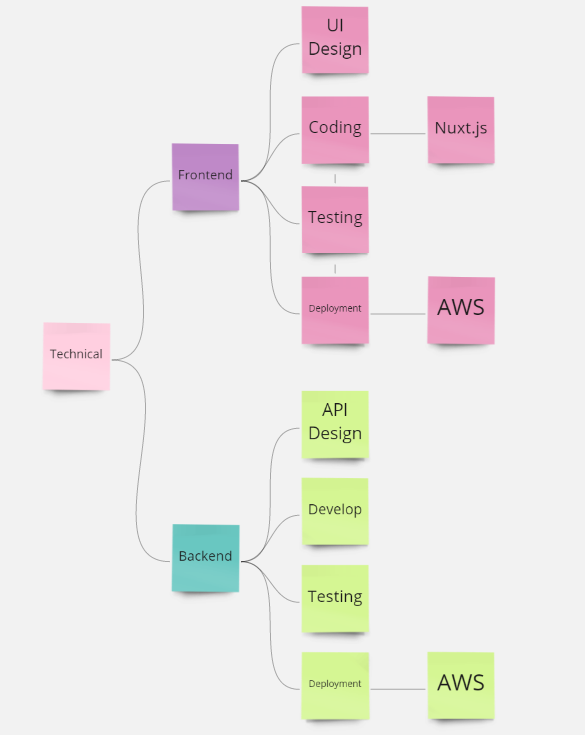 UI
Design
Coding
Nuxt.js
Frontend
Testing
Deployment
AWS
Technical
API
Design
Develop
Backend
Testing
Deployment
AWS